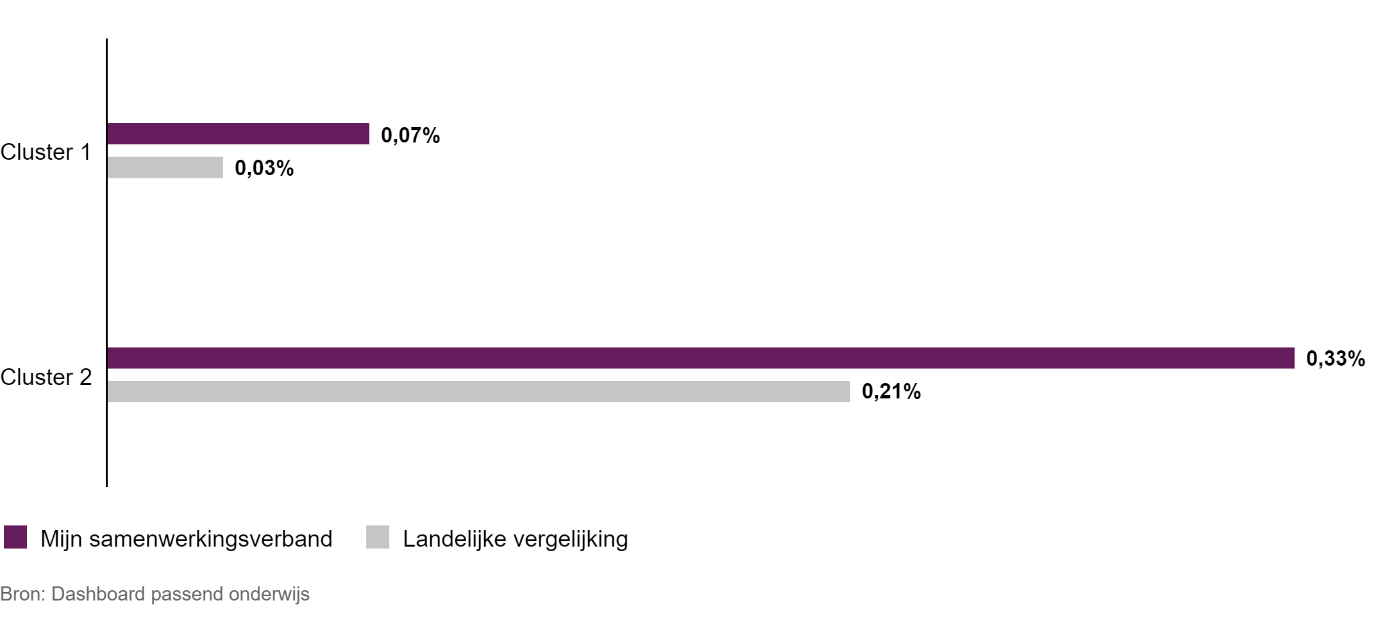 Cluster 1
0,07%
0,03%
Cluster 2
0,33%
0,21%
Mijn samenwerkingsverband
Landelijke vergelijking
Bron: Dashboard passend onderwijs